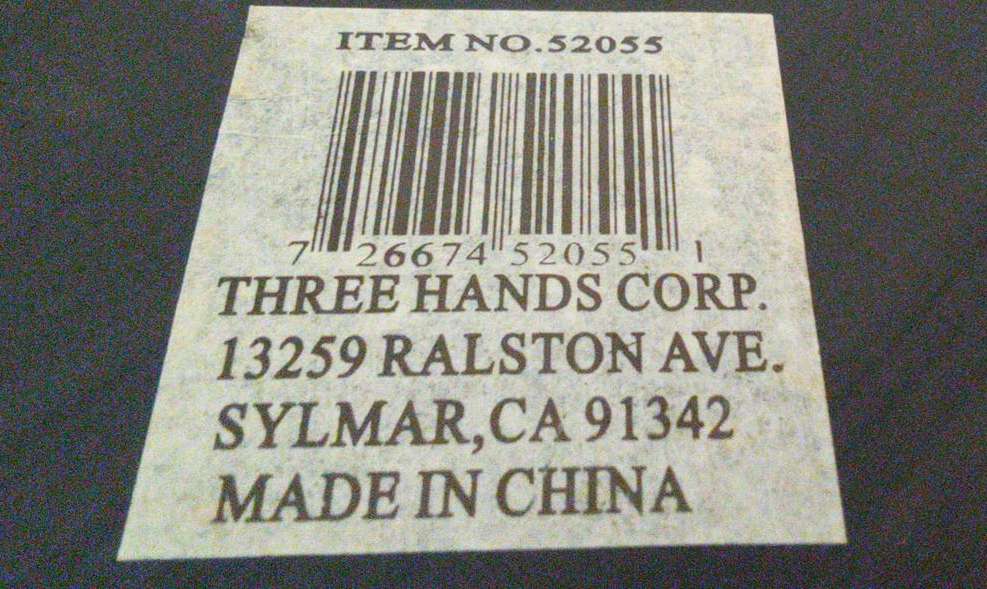 ITEM NO.52055
7 26674 52055 1
THREE HANDS CORP.
13259 RALSTON AVE.
SYLMAR,CA 91342
MADE IN CHINA